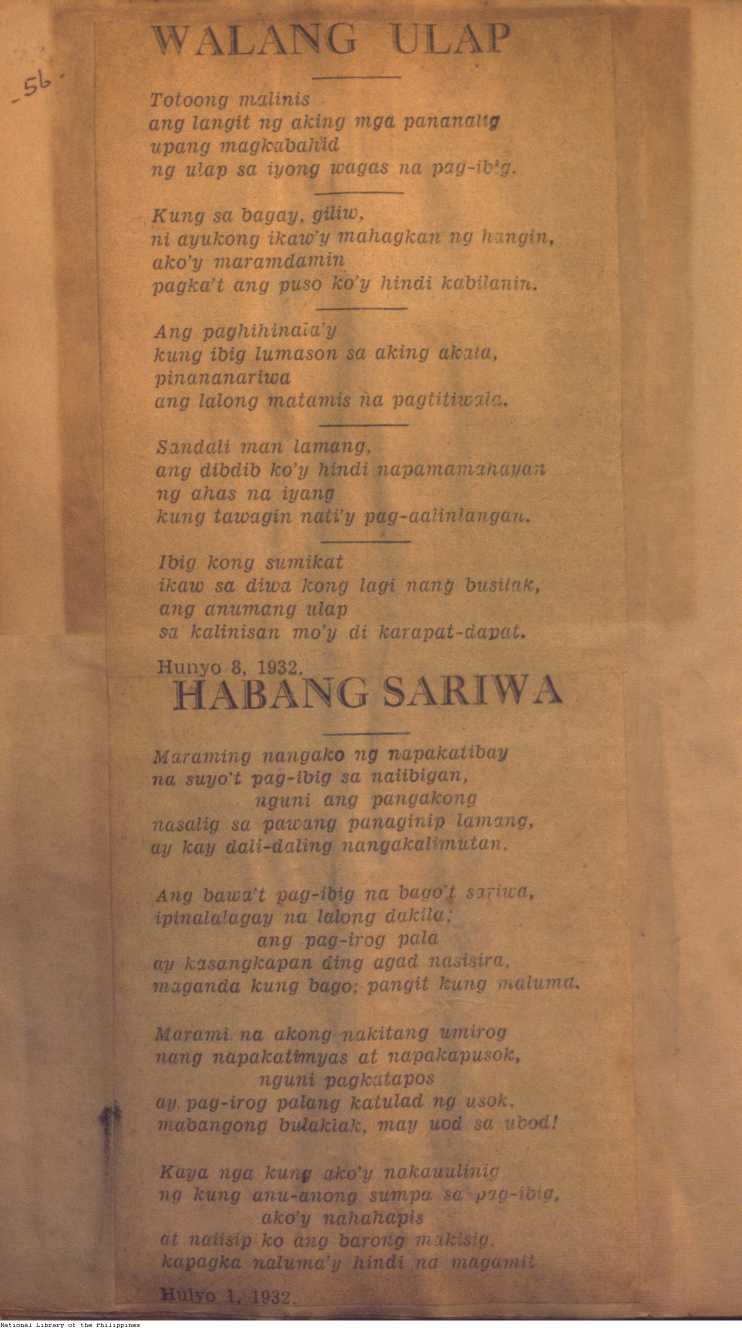 WALANG ULAP
-56-
Totoong malinis
ang langit ng aking mga pananalig
upang magkabahid
ng ulap sa iyong wagas na pag-ibig.
Kung sa bagay, giliw,
ni ayukong ikaw'y mahagkan ng hangin,
ako'y maramdamin
pagka't ang puso ko'y hindi kabilanin.
Ang paghihinala'y
kung ibig lumason sa aking akala,
pinananariwa
ang lalong matamis na pagtitiwala.
Sandali man lamang,
ang dibdib ko'y hindi napamamahayan
ng ahas na iyang
kung tawagin nati'y pag-aalinlangan.
Ibig kong sumikat
ikaw sa diwa kong lagi nang busilak,
ang anumang ulap
sa kalinisan mo'y di karapat-dapat.
Hunyo 8, 1932.
HABANG SARIWA
Maraming nangako ng napakatibay
na suyo't pag-ibig sa naiibigan,
nguni ang pangakong
nasalig sa pawang panaginip lamang,
ay kay dali-daling nangakalimutan.
Ang bawa't pag-ibig na bago't sariwa,
ipinalalagay na lalong dakila;
ang pag-irog pala
ay kasangkapan ding agad nasisira,
maganda kung bago; pangit kung maluma.
Marami na akong nakitang umirog
nang napakatimyas at napakapusok,
nguni pagkatapos
ay pag-irog palang katulad ng usok,
mabangong bulaklak, may uod sa ubod!
Kaya nga kung ako'y nakauulinig
ng kung anu-anong sumpa sa pag-ibig,
ako'y nahahapis
at naiisip ko ang barong makisig,
kapagka naluma'y hindi na magamit
Hulyo 1, 1932.
National Library of the Philippines